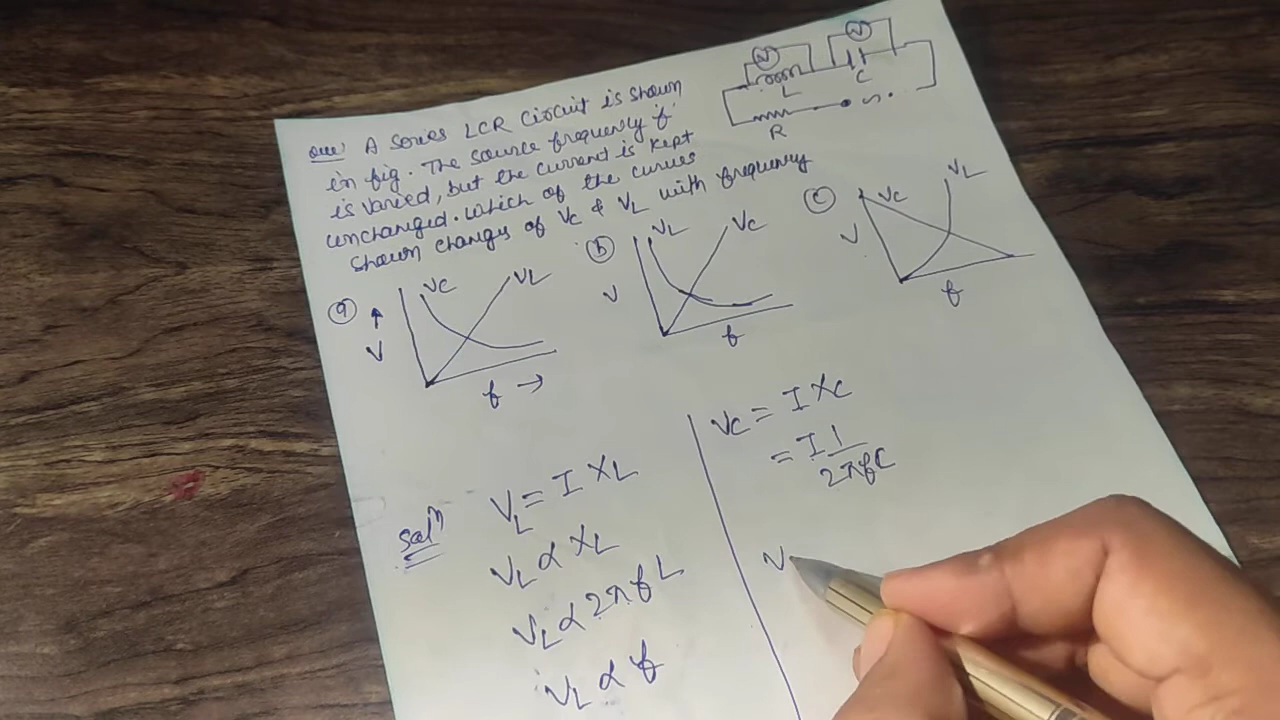 Que: A series LCR circuit is shown
in fig. The source frequency f
is varied, but the current is kept
unchanged. Which of the curves
shown changes of VC & VL with frequency
V V
L C
R
(a) V VC VL f →
(b) V VL VC f
(c) V VC VL f
Solⁿ
VL = I XL
VL α XL
VL α 2πfL
VL α f
VC = I XC
= I 1/2πfC
V